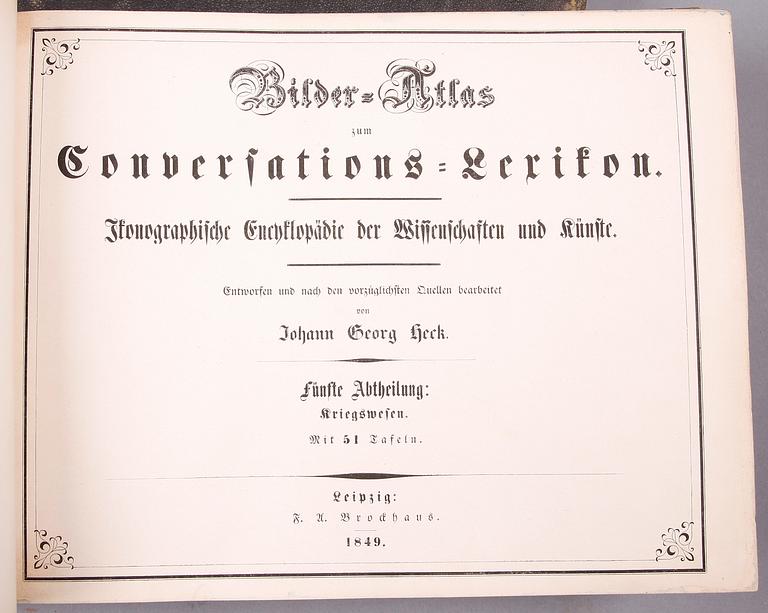 Bilder-Atlas
zum
Converſations-Lexikon.
Ikonographiſche Encyklopädie der Wiſſenſchaften und Künſte.
Entworfen und nach den vorzüglichſten Quellen bearbeitet
von
Johann Georg Heck.
Fünfte Abtheilung:
Kriegsweſen.
Mit 51 Tafeln.
Leipzig:
F. A. Brockhaus.
1849.